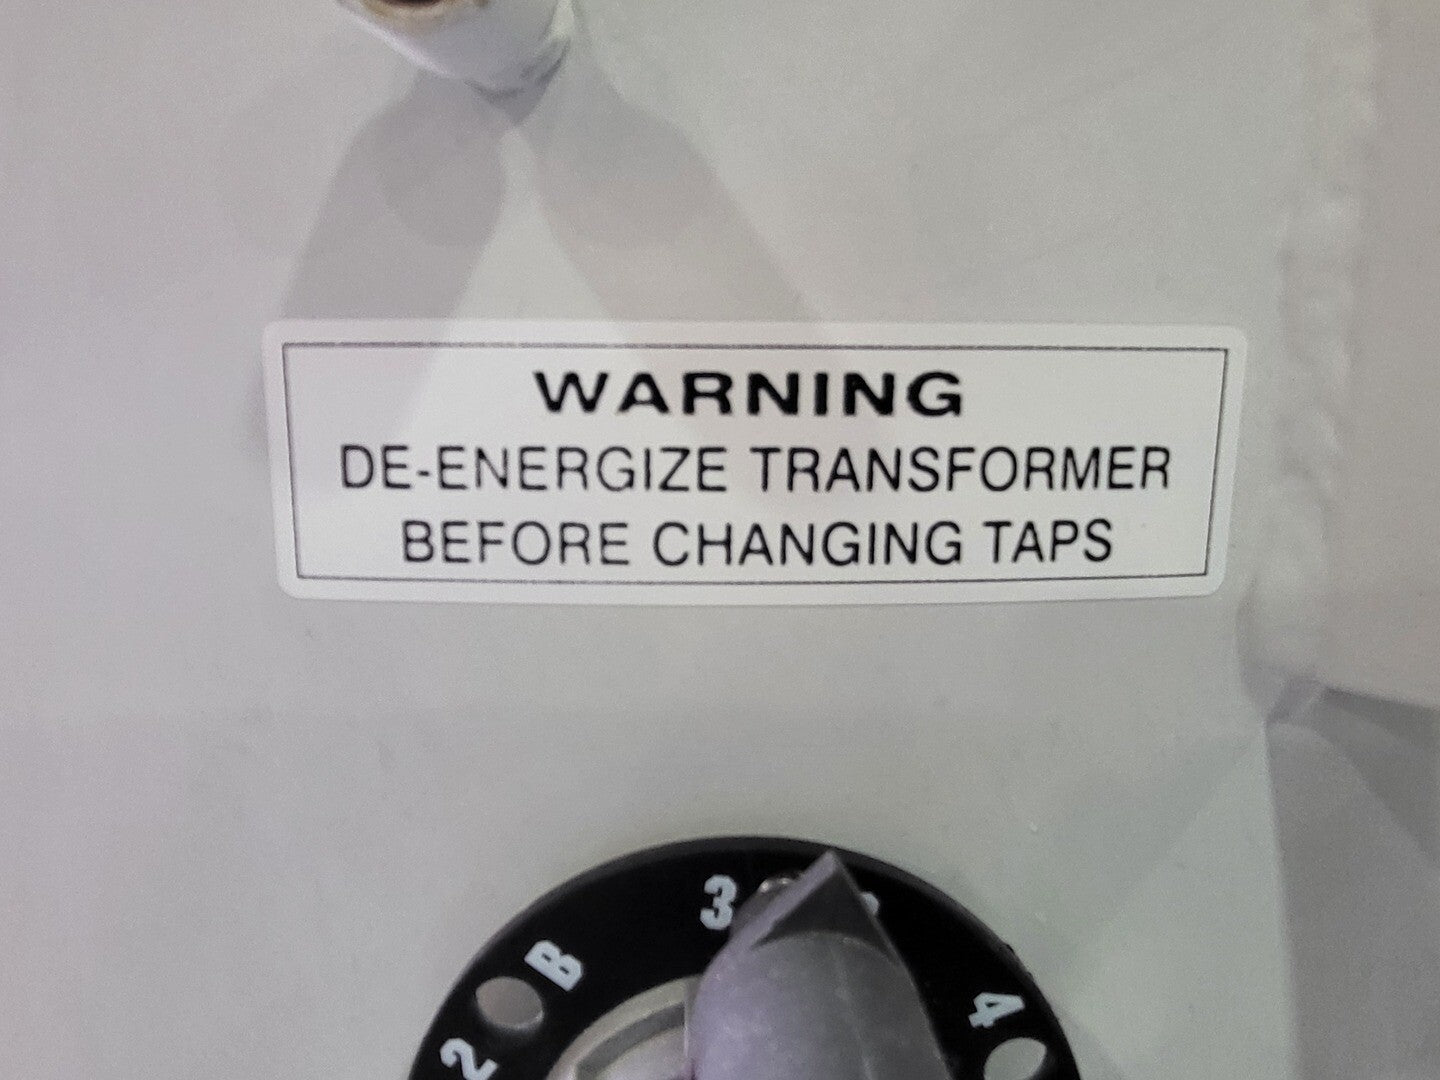 WARNING
DE-ENERGIZE TRANSFORMER
BEFORE CHANGING TAPS
3
B
4
2